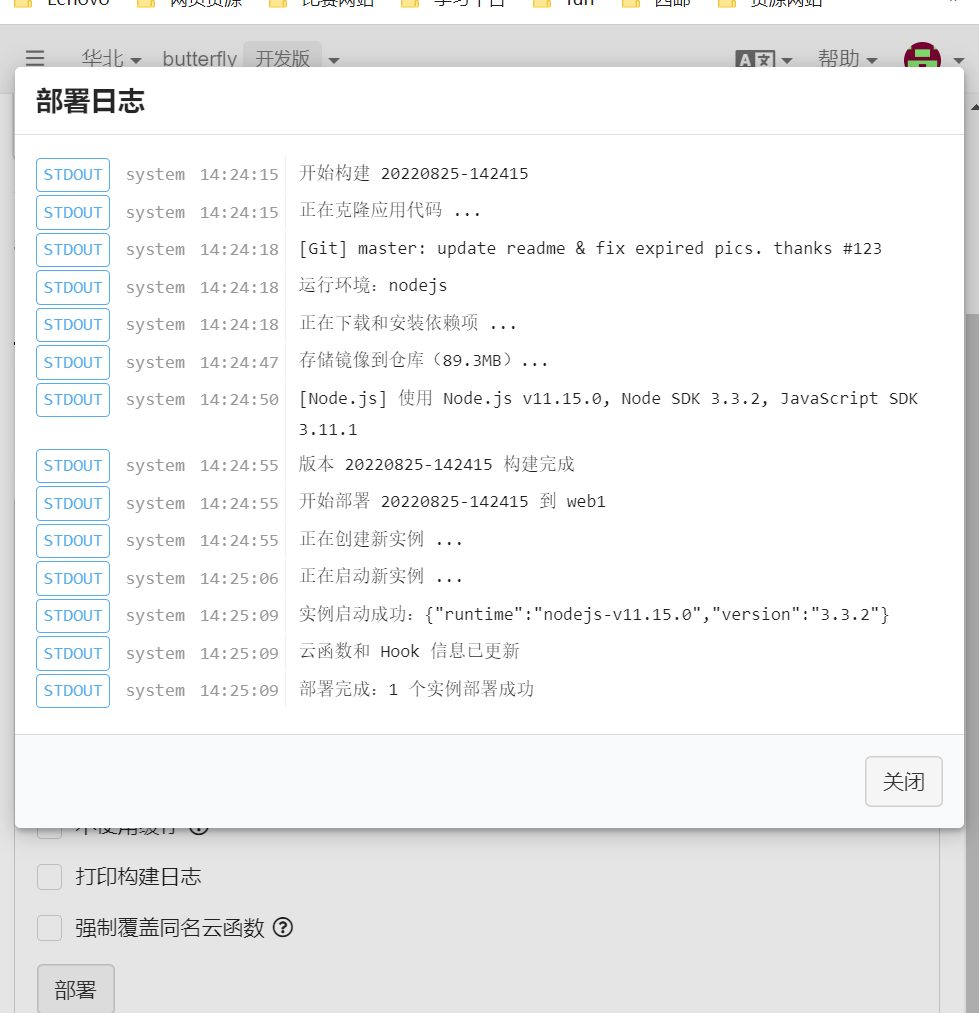 Lenovo 网页资源 比赛网站 学习平台 fun 西邮 资源网站
华北 butterfly 开发版 帮助
部署日志
STDOUT system 14:24:15 开始构建 20220825-142415
STDOUT system 14:24:15 正在克隆应用代码 ...
STDOUT system 14:24:18 [Git] master: update readme & fix expired pics. thanks #123
STDOUT system 14:24:18 运行环境: nodejs
STDOUT system 14:24:18 正在下载和安装依赖项 ...
STDOUT system 14:24:47 存储镜像到仓库（89.3MB）...
STDOUT system 14:24:50 [Node.js] 使用 Node.js v11.15.0, Node SDK 3.3.2, JavaScript SDK
3.11.1
STDOUT system 14:24:55 版本 20220825-142415 构建完成
STDOUT system 14:24:55 开始部署 20220825-142415 到 web1
STDOUT system 14:24:55 正在创建新实例 ...
STDOUT system 14:25:06 正在启动新实例 ...
STDOUT system 14:25:09 实例启动成功: {"runtime":"nodejs-v11.15.0","version":"3.3.2"}
STDOUT system 14:25:09 云函数和 Hook 信息已更新
STDOUT system 14:25:09 部署完成: 1 个实例部署成功
关闭
不使用缓存
打印构建日志
强制覆盖同名云函数
部署